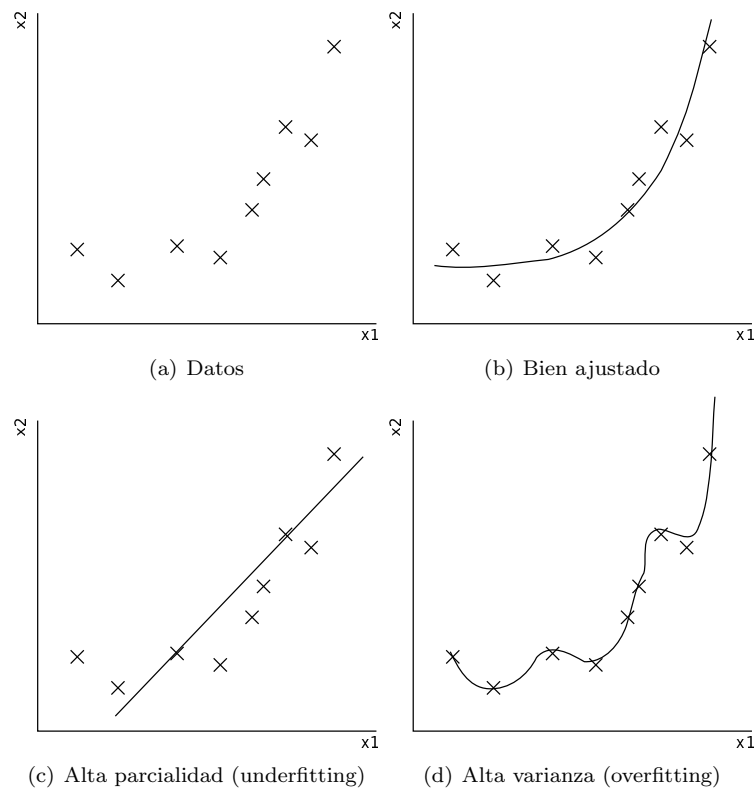 x2
x1
(a) Datos
x2
x1
(b) Bien ajustado
x2
x1
(c) Alta parcialidad (underfitting)
x2
x1
(d) Alta varianza (overfitting)